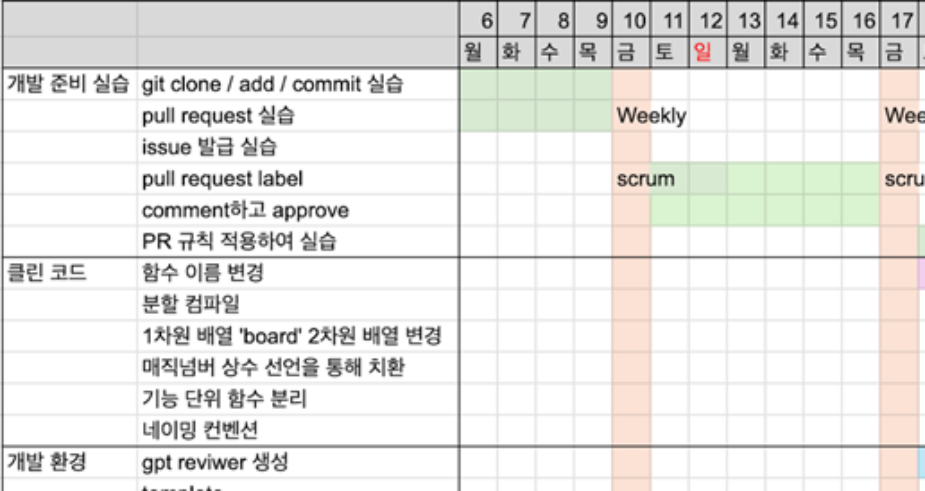 6 7 8 9 10 11 12 13 14 15 16 17
월 화 수 목 금 토 일 월 화 수 목 금
개발 준비 실습 git clone / add / commit 실습
pull request 실습 Weekly Wee
issue 발급 실습
pull request label scrum scru
comment하고 approve
PR 규칙 적용하여 실습
클린 코드 함수 이름 변경
분할 컴파일
1차원 배열 'board' 2차원 배열 변경
매직넘버 상수 선언을 통해 치환
기능 단위 함수 분리
네이밍 컨벤션
개발 환경 gpt reviwer 생성